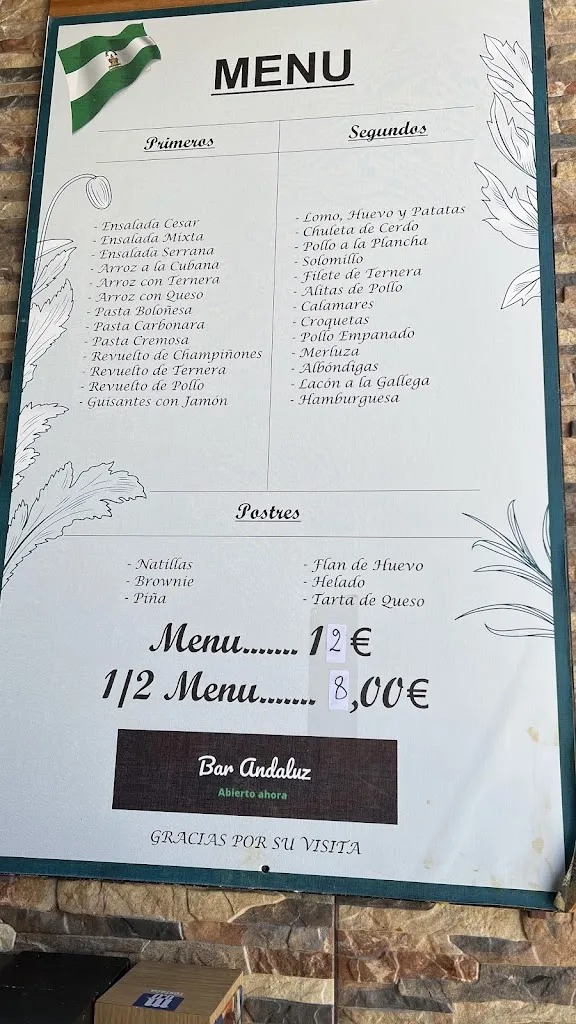 MENU
Primeros
- Ensalada Cesar
- Ensalada Mixta
- Ensalada Serrana
- Arroz a la Cubana
- Arroz con Ternera
- Arroz con Queso
- Pasta Boloñesa
- Pasta Carbonara
- Pasta Cremosa
- Revuelto de Champiñones
- Revuelto de Ternera
- Revuelto de Pollo
- Guisantes con Jamón
Segundos
- Lomo, Huevo y Patatas
- Chuleta de Cerdo
- Pollo a la Plancha
- Solomillo
- Filete de Ternera
- Alitas de Pollo
- Calamares
- Croquetas
- Pollo Empanado
- Merluza
- Albóndigas
- Lacón a la Gallega
- Hamburguesa
Postres
- Natillas
- Brownie
- Piña
- Flan de Huevo
- Helado
- Tarta de Queso
Menu....... 12€
1/2 Menu....... 8,00€
Bar Andaluz
Abierto ahora
GRACIAS POR SU VISITA